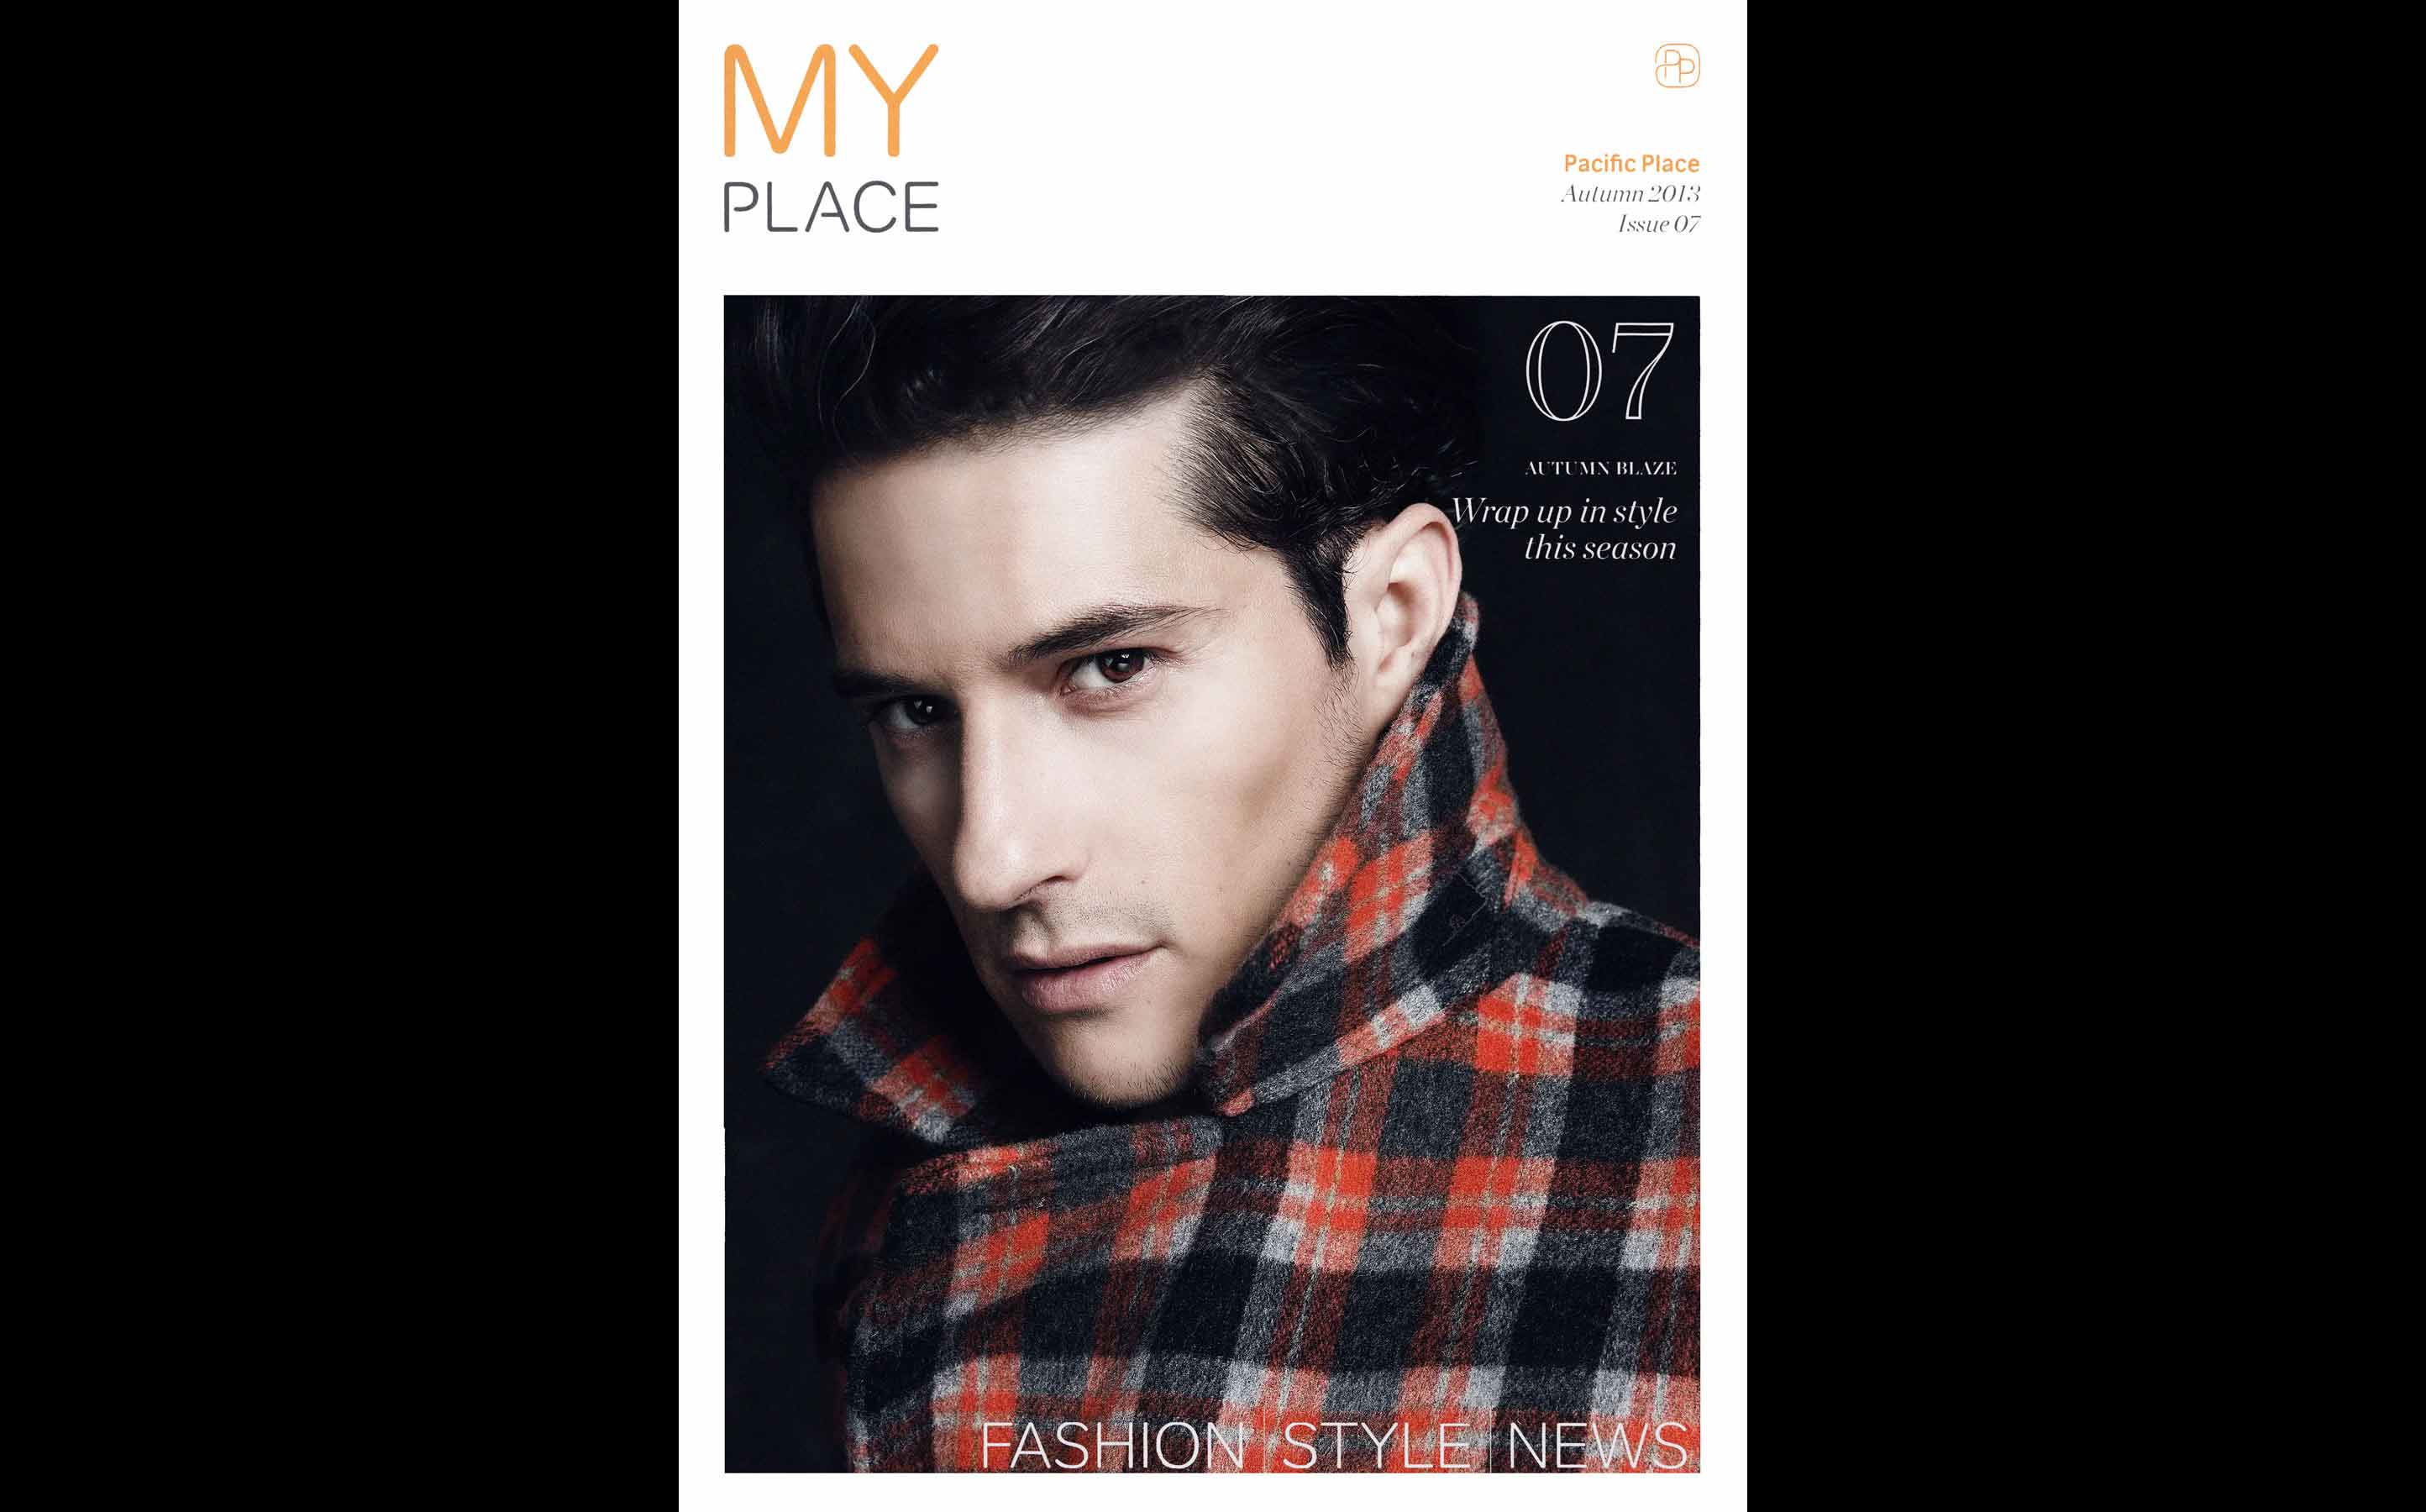 MY
PLACE
PP
Pacific Place
Autumn 2013
Issue 07
07
AUTUMN BLAZE
Wrap up in style
this season
FASHION | STYLE | NEWS